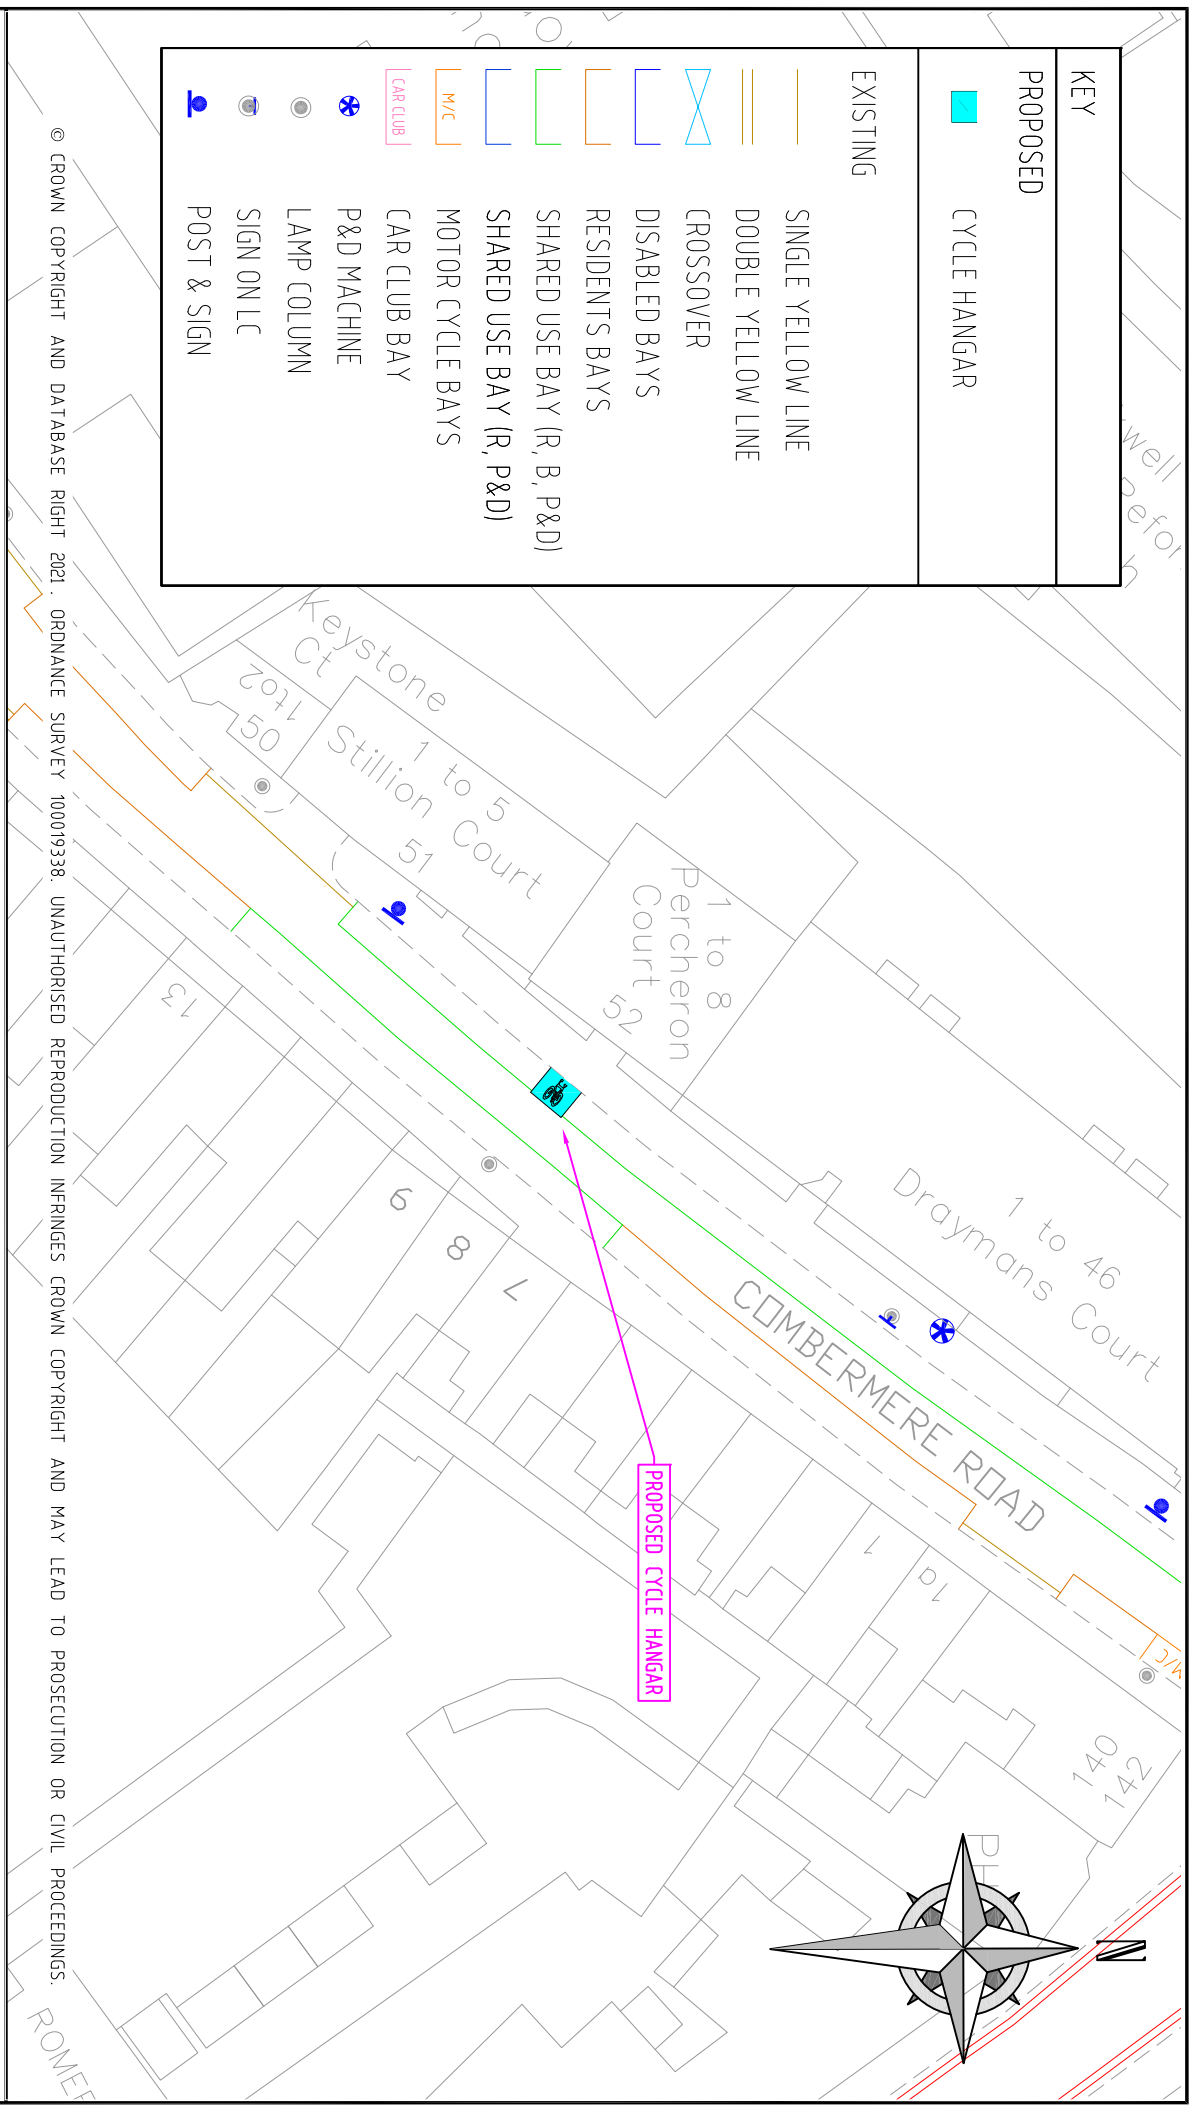 KEY
PROPOSED
CYCLE HANGAR
EXISTING
SINGLE YELLOW LINE
DOUBLE YELLOW LINE
CROSSOVER
DISABLED BAYS
RESIDENTS BAYS
SHARED USE BAY (R, B, P&D)
SHARED USE BAY (R, P&D)
M/C
MOTOR CYCLE BAYS
CAR CLUB
CAR CLUB BAY
P&D MACHINE
LAMP COLUMN
SIGN ON LC
POST & SIGN
Keystone
Ct
1to2
50
1 to 5
Stillion Court
51
1 to 8
Percheron
Court
52
1 to 46
Draymans Court
COMBERMERE ROAD
13
9
8
7
1
1a
M/C
140
142
PH
N
PROPOSED CYCLE HANGAR
© CROWN COPYRIGHT AND DATABASE RIGHT 2021. ORDNANCE SURVEY 100019338. UNAUTHORISED REPRODUCTION INFRINGES CROWN COPYRIGHT AND MAY LEAD TO PROSECUTION OR CIVIL PROCEEDINGS.